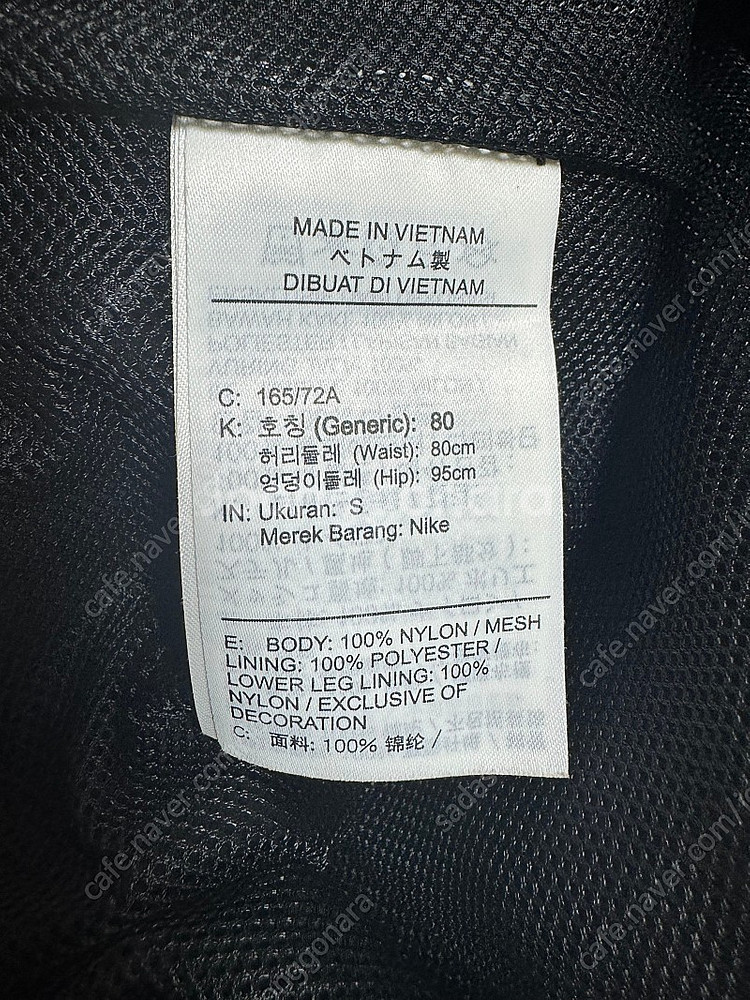 MADE IN VIETNAM
ベトナム製
DIBUAT DI VIETNAM
C: 165/72A
K: 호칭 (Generic): 80
허리둘레 (Waist): 80cm
엉덩이둘레 (Hip): 95cm
IN: Ukuran: S
Merek Barang: Nike
E: BODY: 100% NYLON / MESH
LINING: 100% POLYESTER /
LOWER LEG LINING: 100%
NYLON / EXCLUSIVE OF
DECORATION
C: 面料: 100% 锦纶 /